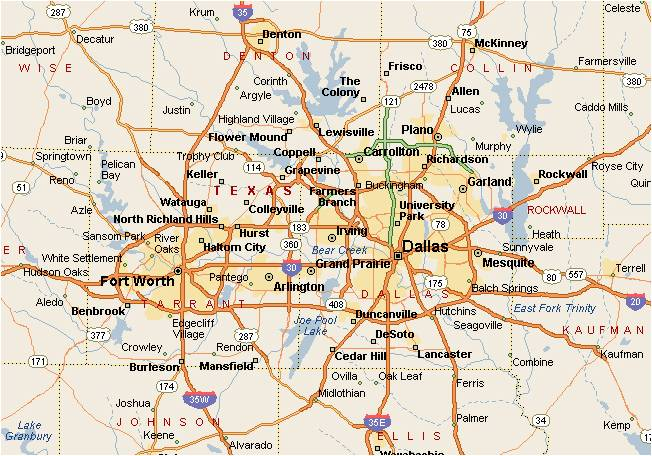 287
Krum
35
Celeste
Bridgeport
Decatur
380
Denton
380
75
McKinney
WISE
DENTON
Frisco
COLLIN
Farmersville
380
Corinth
The
Colony
2478
Allen
Argyle
121
Lucas
Boyd
Justin
Highland Village
Caddo Mills
Lewisville
Plano
Wylie
Flower Mound
Murphy
Briar
Trophy Club
Coppell
Carrollton
Richardson
Springtown
Pelican
Bay
114
Grapevine
Royse City
Reno
Keller
Buckingham
Garland
Rockwall
Quin
51
TEXAS
Farmers
Branch
Azle
Watauga
Colleyville
University
Park
30
ROCKWALL
North Richland Hills
183
78
Sansom Park
River
Oaks
Hurst
Irving
Heath
ER
Haltom City
360
Bear Creek
Dallas
Sunnyvale
White Settlement
Hudson Oaks
Fort Worth
30
Grand Prairie
Mesquite
Terrell
Pantego
Arlington
175
80
557
Balch Springs
Aledo
TARRANT
408
DALLAS
20
Benbrook
Joe Pool
Lake
Duncanville
Hutchins
East Fork Trinity
Edgecliff
Village
Seagoville
KAUFMAN
377
DeSoto
Crowley
Rendon
Cedar Hill
Lancaster
Kaufman
171
Burleson
287
Mansfield
Combine
171
174
Ovilla
Oak Leaf
Ferris
Midlothian
Joshua
35W
JOHNSON
35E
Palmer
34
Kemp
Lake
Granbury
Keene
Alvarado
ELLIS
Waxahachie